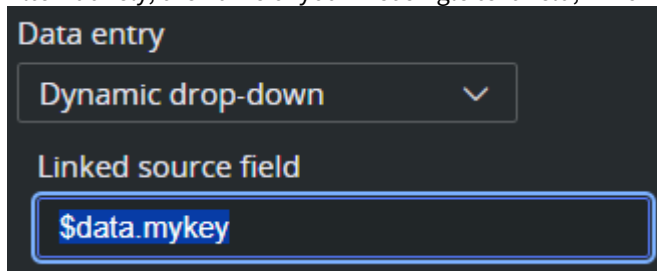 Data entry
Dynamic drop-down
Linked source field
$data.mykey